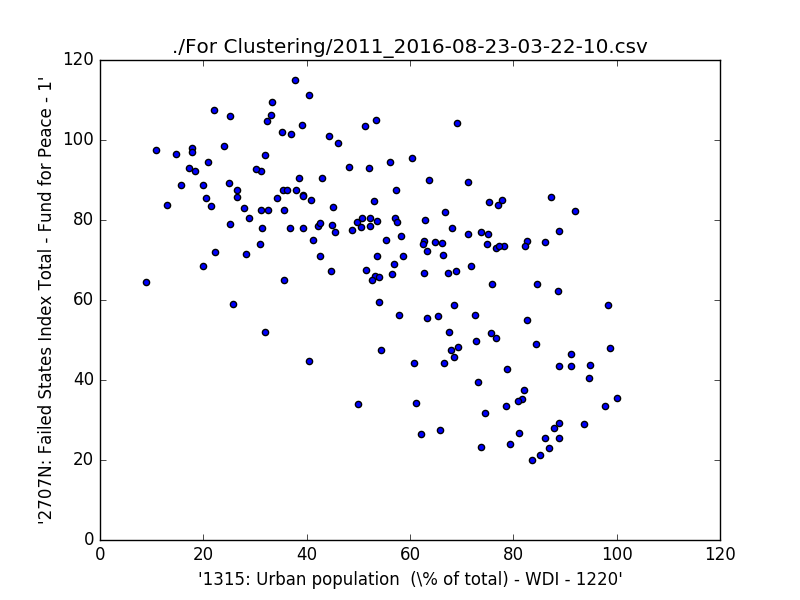 ./For Clustering/2011_2016-08-23-03-22-10.csv
120
100
80
60
40
20
0
'2707N: Failed States Index Total - Fund for Peace - 1'
0 20 40 60 80 100 120
'1315: Urban population  (\% of total) - WDI - 1220'